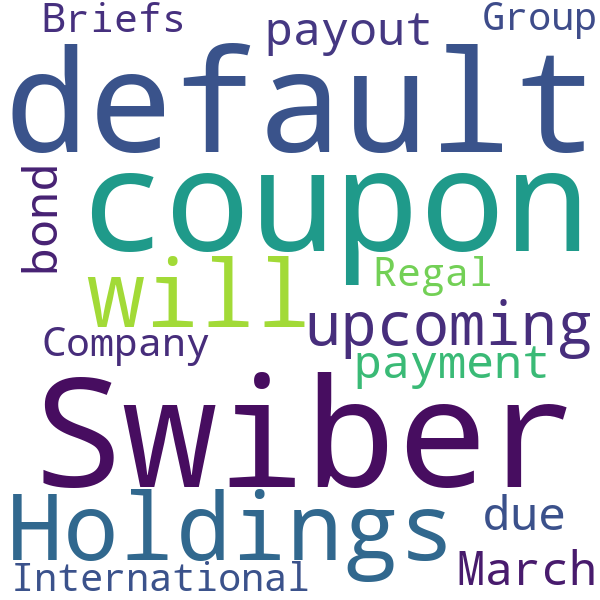 Briefs
payout
Group
default
bond
coupon
will
Regal
upcoming
Company
payment
Swiber
Holdings
due
International
March